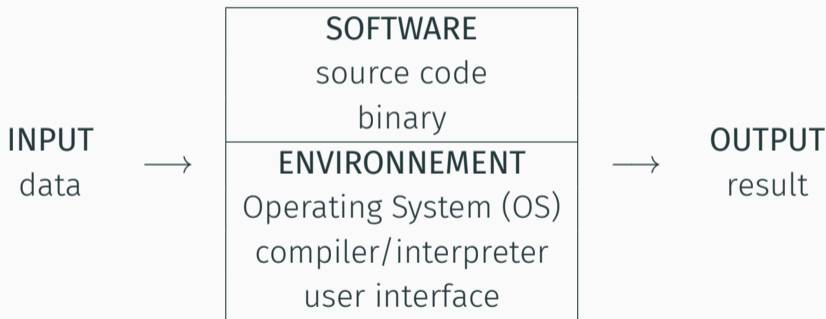 SOFTWARE
source code
binary
INPUT
data
⟶
ENVIRONNEMENT
Operating System (OS)
compiler/interpreter
user interface
⟶
OUTPUT
result